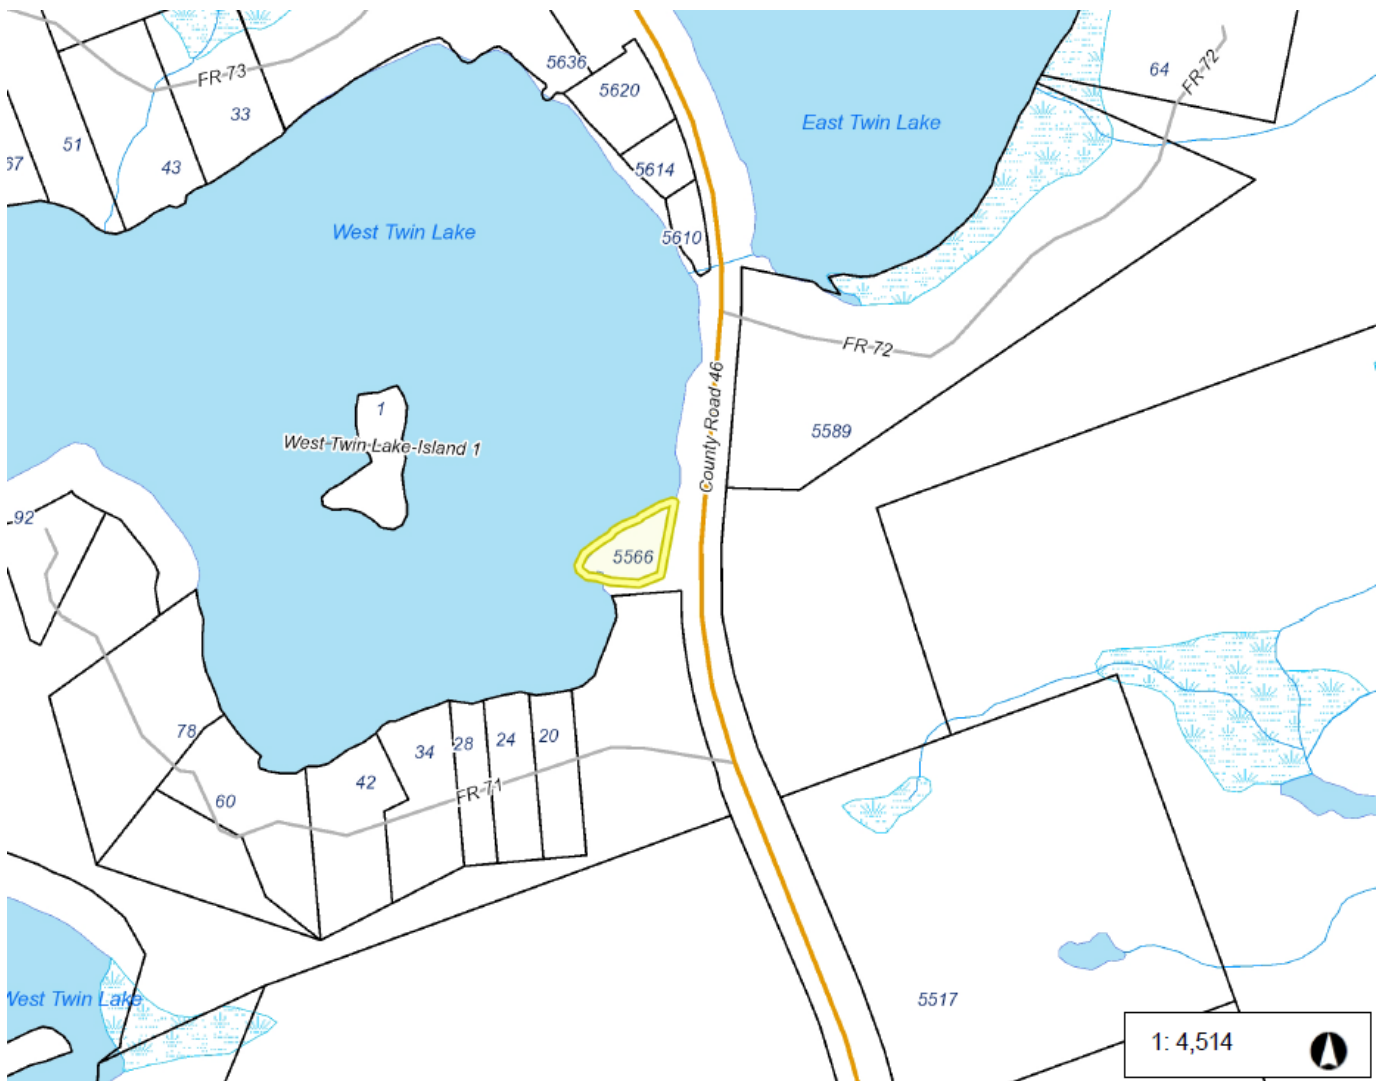 5636
64
FR-72
FR-73
5620
33
East Twin Lake
51
67
43
5614
West Twin Lake
5610
FR-72
County Road 46
1
5589
West Twin Lake-Island 1
92
5566
78
34
28
24
20
42
FR-71
60
West Twin Lake
5517
1: 4,514